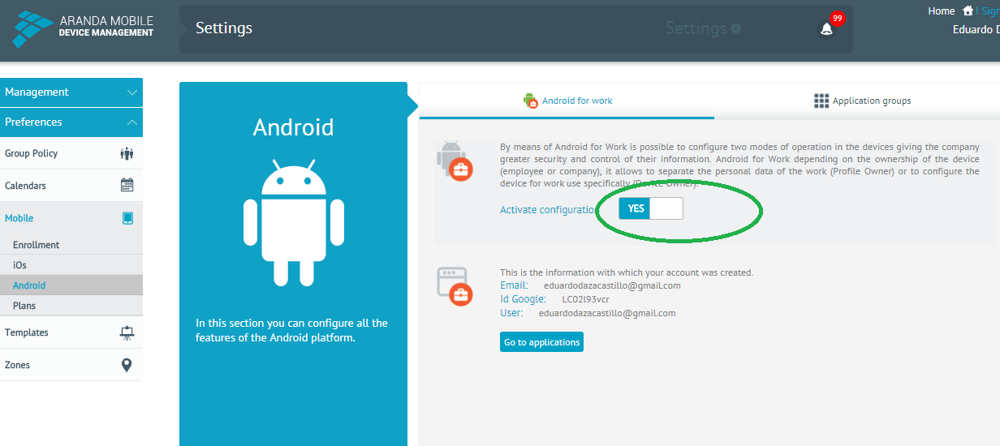 ARANDA MOBILE
DEVICE MANAGEMENT
Settings
Settings
99
Home | Sign
Eduardo D
Management
Preferences
Group Policy
Calendars
Mobile
Enrollment
iOs
Android
Plans
Templates
Zones
Android
In this section you can configure all the
features of the Android platform.
Android for work
Application groups
By means of Android for Work is possible to configure two modes of operation in the devices giving the company
greater security and control of their information. Android for Work depending on the ownership of the device
(employee or company), it allows to separate the personal data of the work (Profile Owner) or to configure the
device for work use specifically (Device Owner).
Activate configuratio
YES
This is the information with which your account was created.
Email: eduardodazacastillo@gmail.com
Id Google: LC02l93vcr
User: eduardodazacastillo@gmail.com
Go to applications